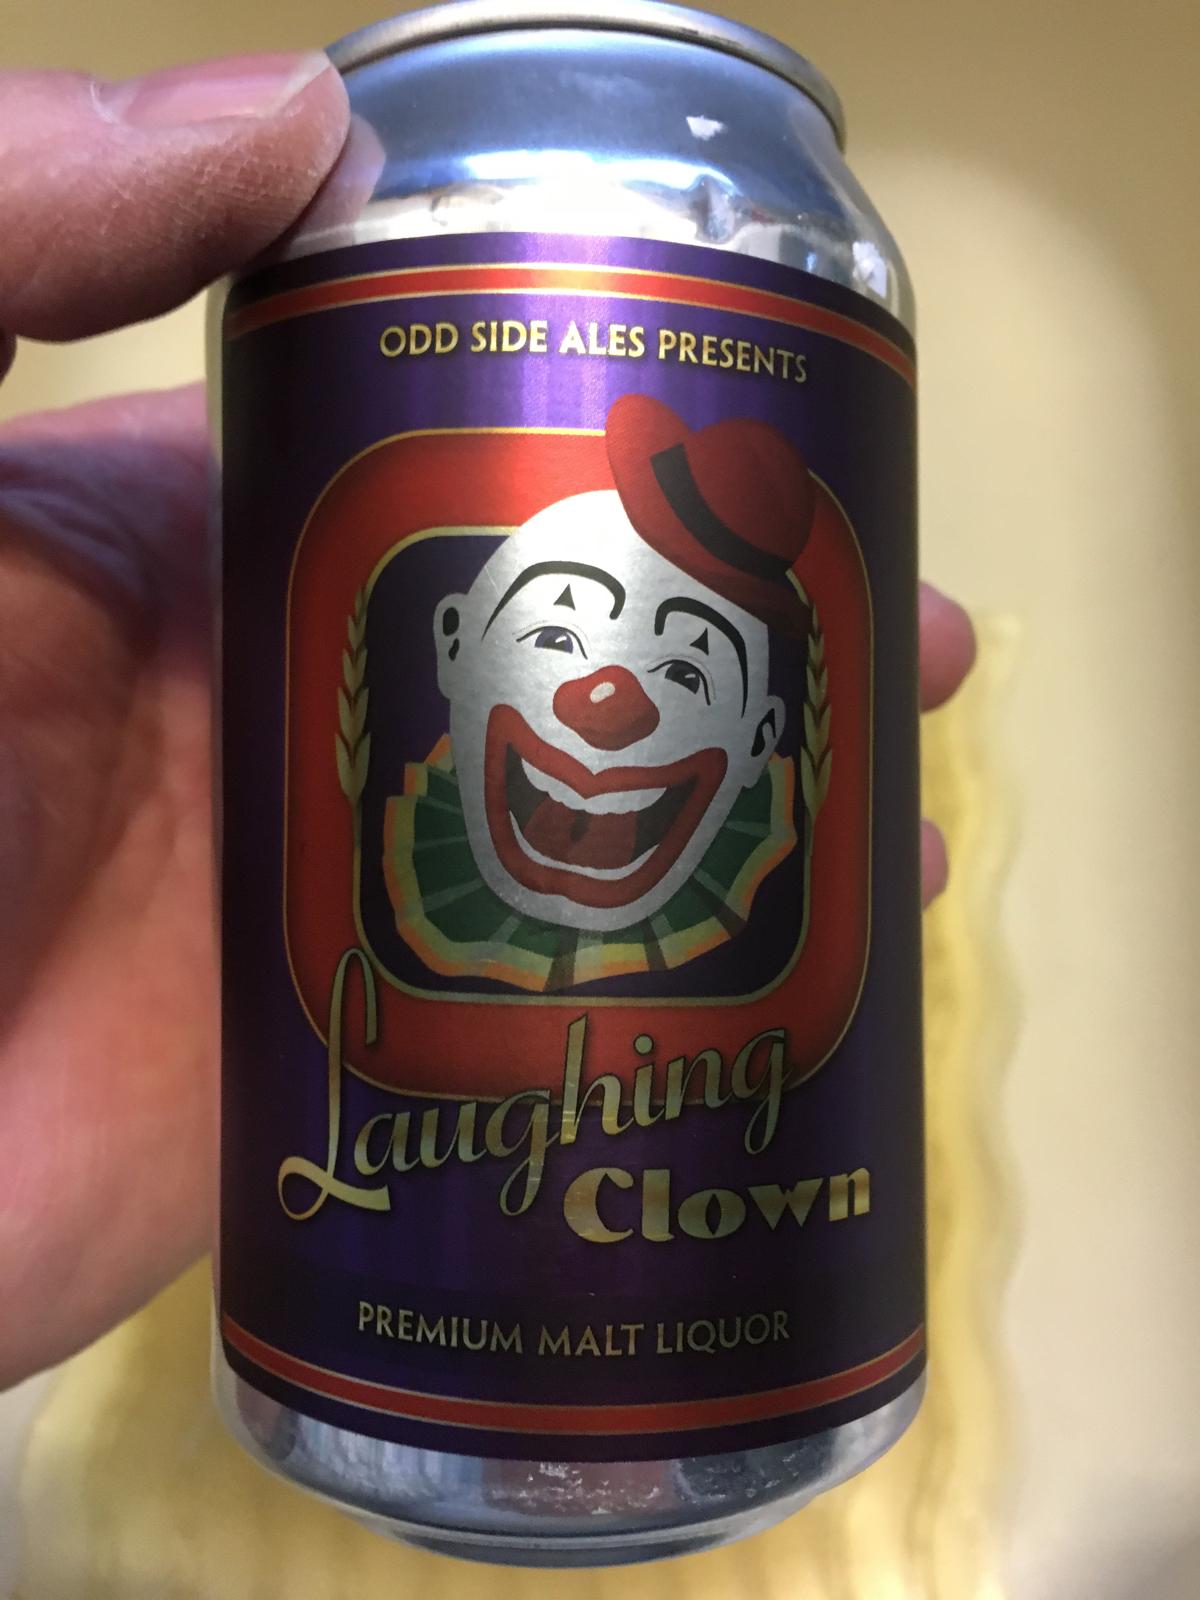 ODD SIDE ALES PRESENTS
Laughing
Clown
PREMIUM MALT LIQUOR